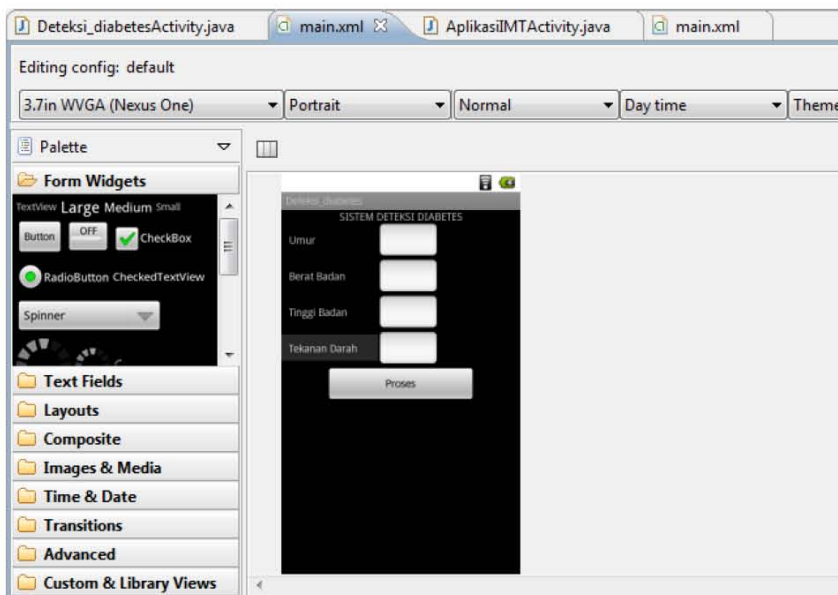 Deteksi_diabetesActivity.java main.xml AplikasiIMTActivity.java main.xml
Editing config: default
3.7in WVGA (Nexus One) Portrait Normal Day time Theme
Palette
Form Widgets
TextView Large Medium Small
Button OFF CheckBox
RadioButton CheckedTextView
Spinner
Text Fields
Layouts
Composite
Images & Media
Time & Date
Transitions
Advanced
Custom & Library Views
Deteksi_diabetes
SISTEM DETEKSI DIABETES
Umur
Berat Badan
Tinggi Badan
Tekanan Darah
Proses